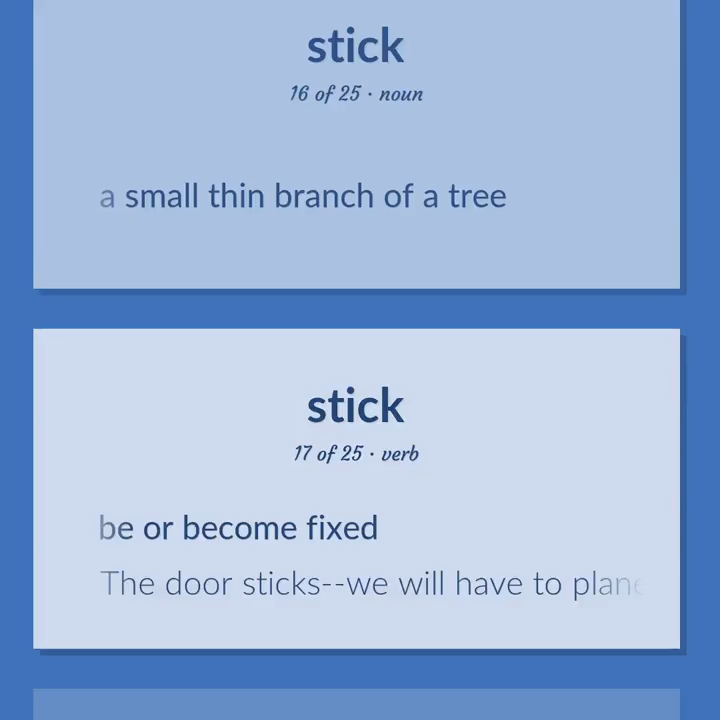 stick
16 of 25 · noun
a small thin branch of a tree
stick
17 of 25 · verb
be or become fixed
The door sticks--we will have to plane